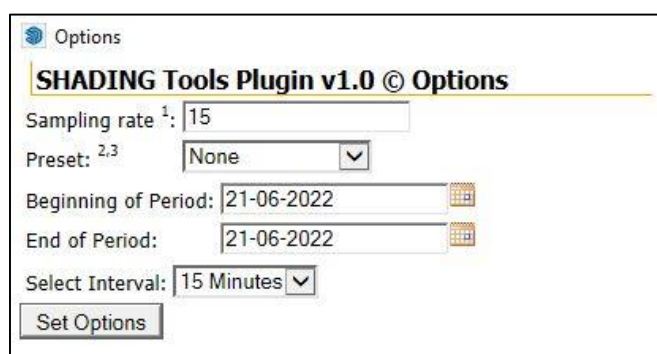 Options
SHADING Tools Plugin v1.0 © Options
Sampling rate 1: 15
Preset: 2,3 None
Beginning of Period: 21-06-2022
End of Period: 21-06-2022
Select Interval: 15 Minutes
Set Options